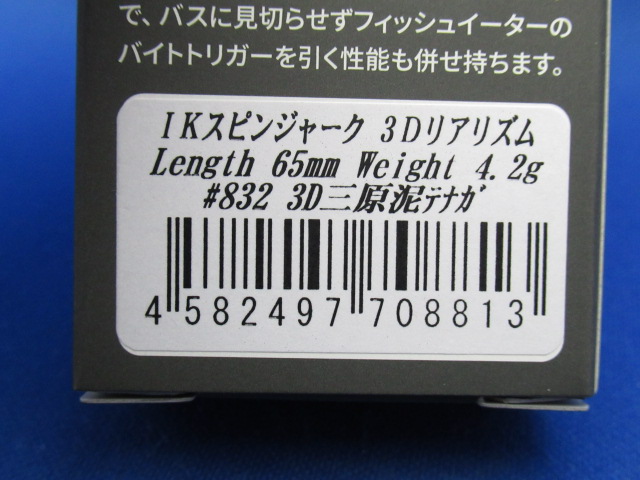 で、バスに見切らせずフィッシュイーターの
バイトトリガーを引く性能も併せ持ちます。
IKスピンジャーク 3Dリアリズム
Length 65mm Weight 4.2g
#832 3D三原泥ﾃﾅｶﾞ
4 582497 708813